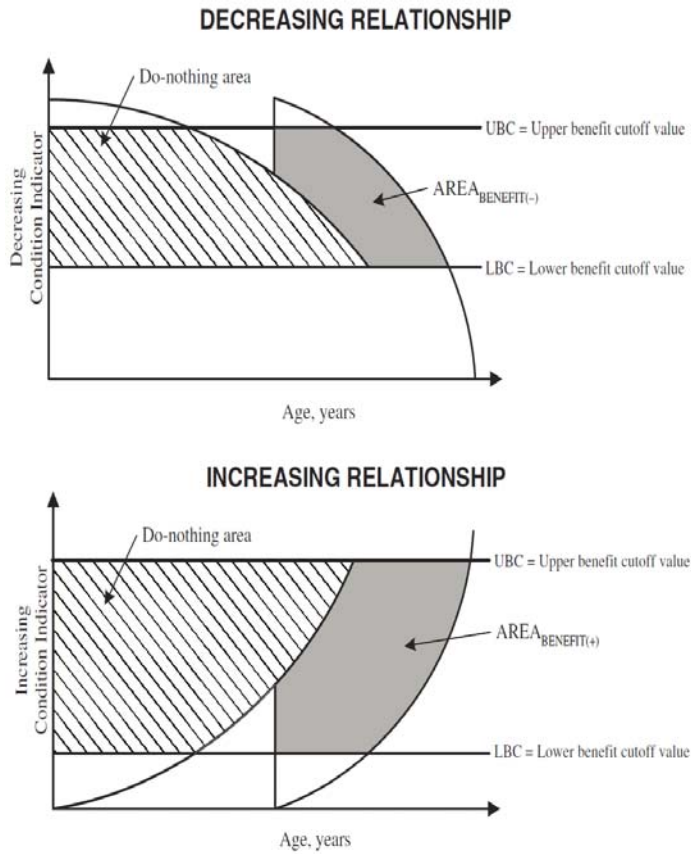 DECREASING RELATIONSHIP
Do-nothing area
UBC = Upper benefit cutoff value
Decreasing
Condition Indicator
AREABENEFIT(−)
LBC = Lower benefit cutoff value
Age, years
INCREASING RELATIONSHIP
Do-nothing area
UBC = Upper benefit cutoff value
Increasing
Condition Indicator
AREABENEFIT(+)
LBC = Lower benefit cutoff value
Age, years